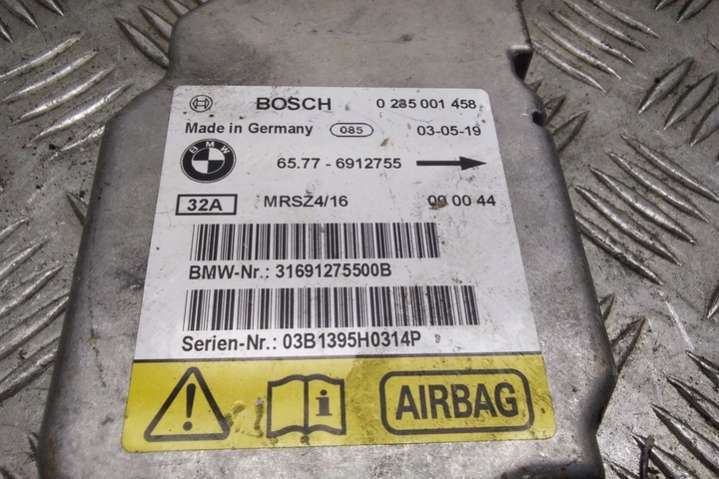 BOSCH 0 285 001 458
Made in Germany 085 03-05-19
BMW 65.77 - 6912755
32A MRSZ4/16 09 00 44
BMW-Nr.: 31691275500B
Serien-Nr.: 03B1395H0314P
i AIRBAG